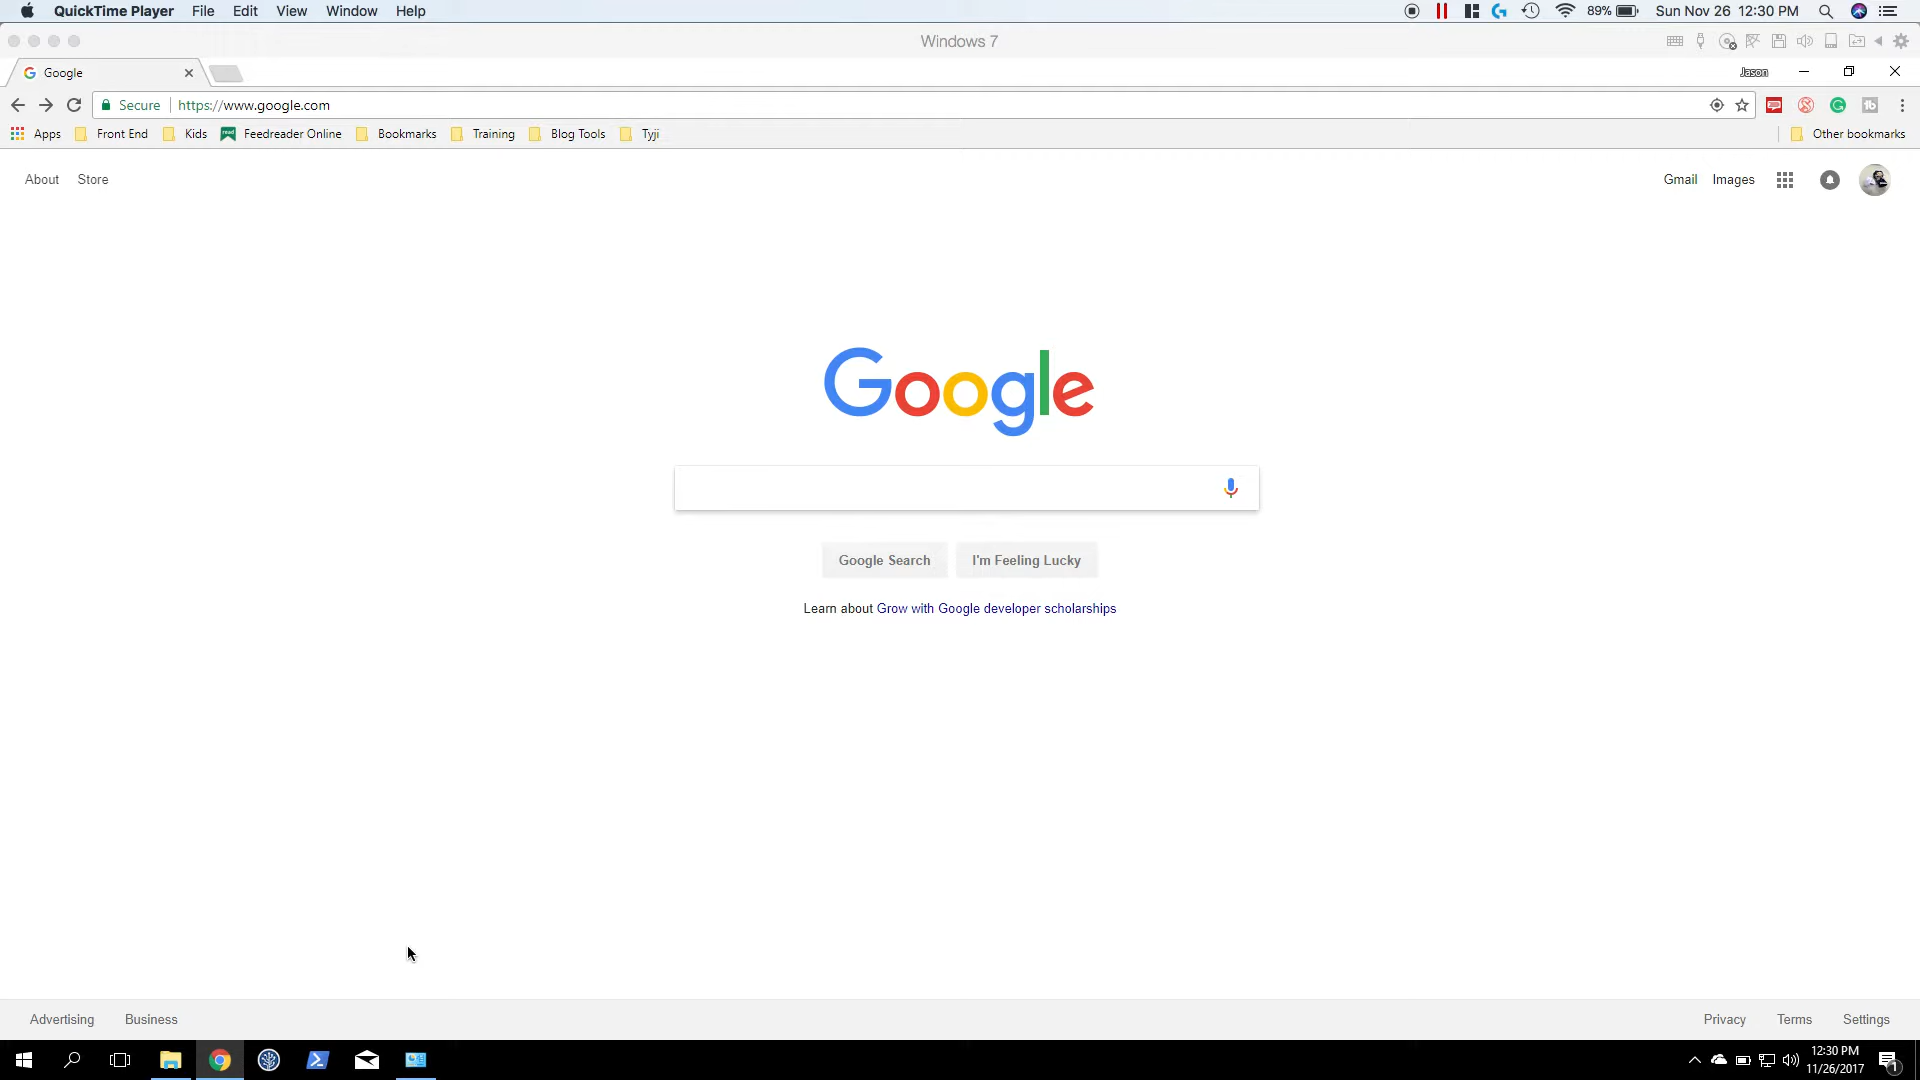 QuickTime Player File Edit View Window Help 89% Sun Nov 26 12:30 PM
Windows 7
Google Jason
Secure https://www.google.com
Apps Front End Kids Feedreader Online Bookmarks Training Blog Tools Tyji Other bookmarks
About Store Gmail Images
Google
Google Search I'm Feeling Lucky
Learn about Grow with Google developer scholarships
Advertising Business Privacy Terms Settings
12:30 PM
11/26/2017 1